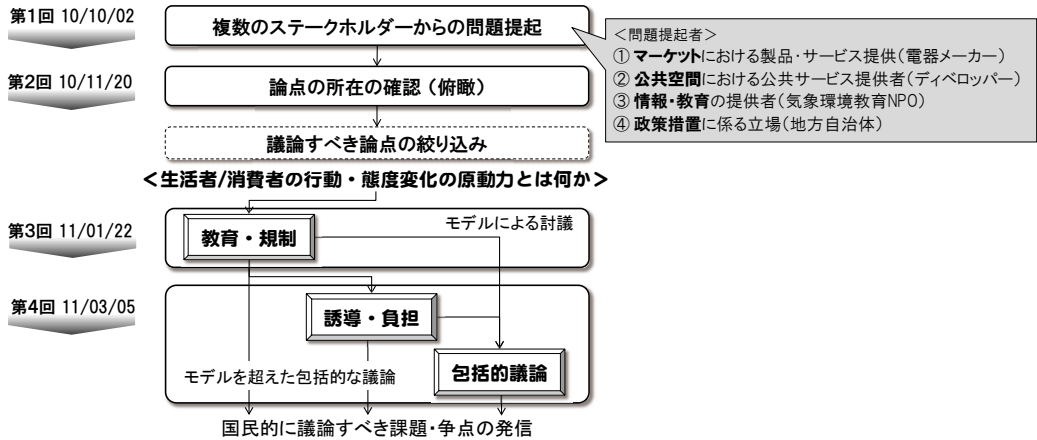 第1回 10/10/02
複数のステークホルダーからの問題提起
＜問題提起者＞
① マーケットにおける製品・サービス提供（電器メーカー）
② 公共空間における公共サービス提供者（ディベロッパー）
③ 情報・教育の提供者（気象環境教育NPO）
④ 政策措置に係る立場（地方自治体）
第2回 10/11/20
論点の所在の確認（俯瞰）
議論すべき論点の絞り込み
＜生活者/消費者の行動・態度変化の原動力とは何か＞
第3回 11/01/22
モデルによる討議
教育・規制
第4回 11/03/05
誘導・負担
モデルを超えた包括的な議論
包括的議論
国民的に議論すべき課題・争点の発信